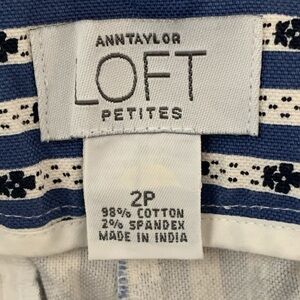 ANNTAYLOR
LOFT
PETITES
2P
98% COTTON
2% SPANDEX
MADE IN INDIA